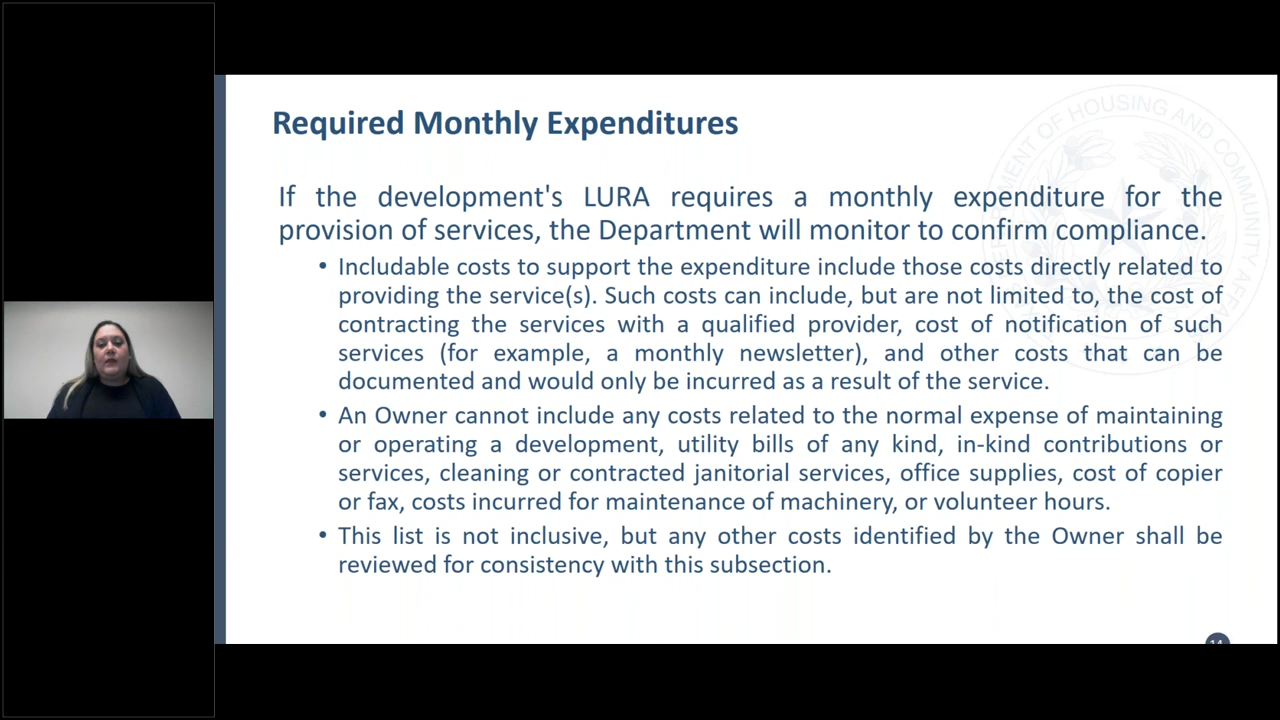 Required Monthly Expenditures
If the development's LURA requires a monthly expenditure for the
provision of services, the Department will monitor to confirm compliance.
• Includable costs to support the expenditure include those costs directly related to
providing the service(s). Such costs can include, but are not limited to, the cost of
contracting the services with a qualified provider, cost of notification of such
services (for example, a monthly newsletter), and other costs that can be
documented and would only be incurred as a result of the service.
• An Owner cannot include any costs related to the normal expense of maintaining
or operating a development, utility bills of any kind, in-kind contributions or
services, cleaning or contracted janitorial services, office supplies, cost of copier
or fax, costs incurred for maintenance of machinery, or volunteer hours.
• This list is not inclusive, but any other costs identified by the Owner shall be
reviewed for consistency with this subsection.
DEPARTMENT OF HOUSING AND COMMUNITY AFFA